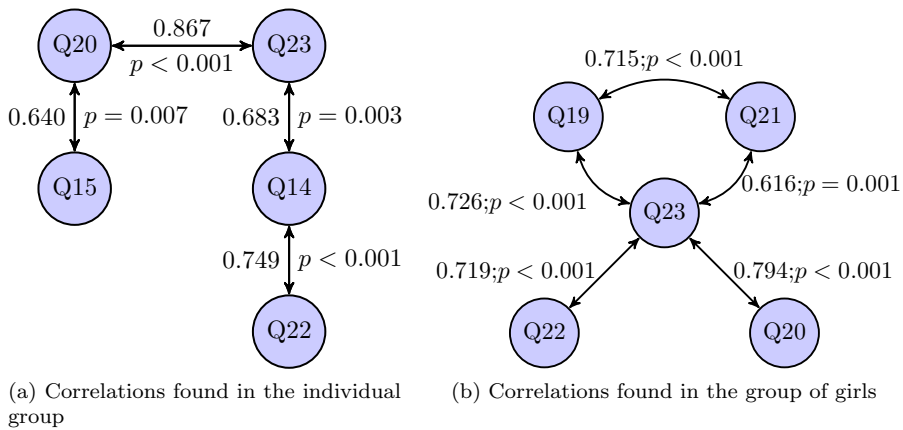 Q20
0.867
p < 0.001
Q23
0.640
p = 0.007
0.683
p = 0.003
Q15
Q14
0.749
p < 0.001
Q22
(a) Correlations found in the individual
group
0.715;p < 0.001
Q19
Q21
0.726;p < 0.001
0.616;p = 0.001
Q23
0.719;p < 0.001
0.794;p < 0.001
Q22
Q20
(b) Correlations found in the group of girls